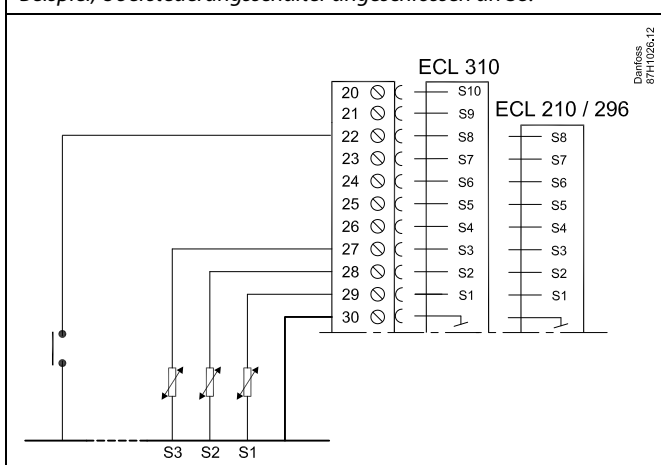 Beispiel, Übersteuerungsschalter angeschlossen an S8:
Danfoss
87H1026.12
ECL 310
ECL 210 / 296
20 S10
21 S9
22 S8 S8
23 S7 S7
24 S6 S6
25 S5 S5
26 S4 S4
27 S3 S3
28 S2 S2
29 S1 S1
30
S3 S2 S1